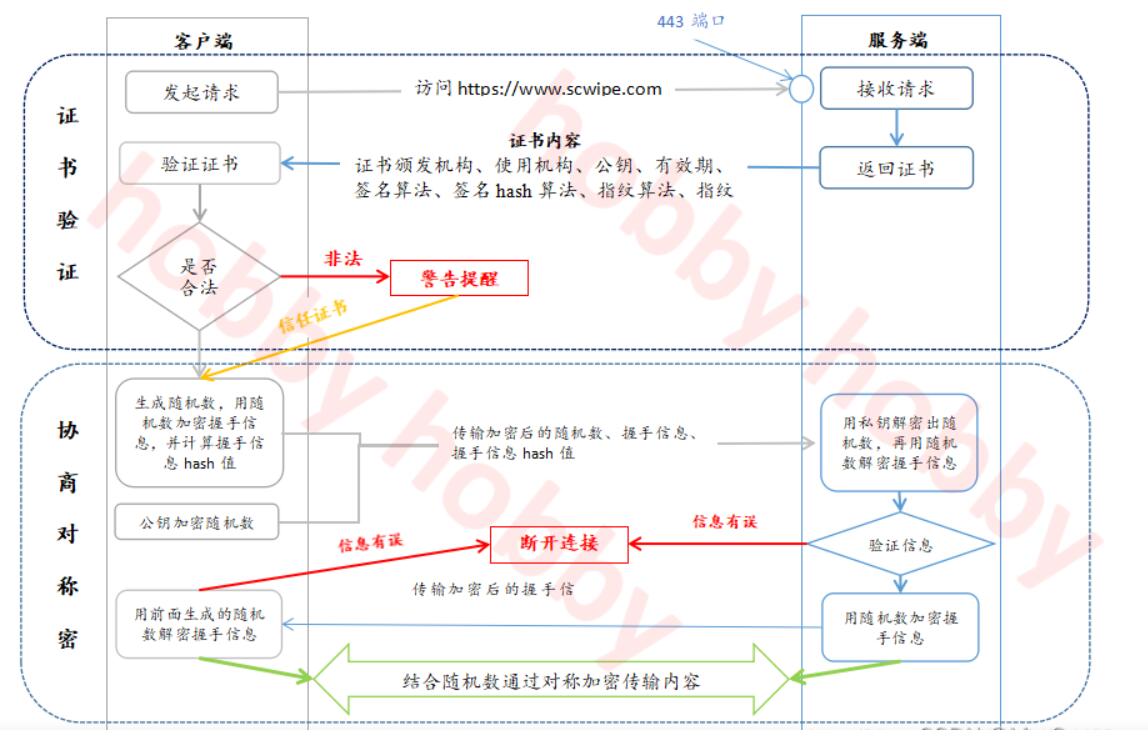 443 端口
客户端
服务端
证书验证
发起请求
访问 https://www.scwipe.com
接收请求
证书内容
验证证书
证书颁发机构、使用机构、公钥、有效期、
签名算法、签名 hash 算法、指纹算法、指纹
返回证书
是否
合法
非法
警告提醒
信任证书
协商对称密
生成随机数，用随
机数加密握手信
息，并计算握手信
息 hash 值
传输加密后的随机数、握手信息、
握手信息 hash 值
用私钥解密出随
机数，再用随机
数解密握手信息
公钥加密随机数
信息有误
断开连接
信息有误
验证信息
传输加密后的握手信
用前面生成的随机
数解密握手信息
用随机数加密握
手信息
结合随机数通过对称加密传输内容
hobby
hobby
hobby
hobby